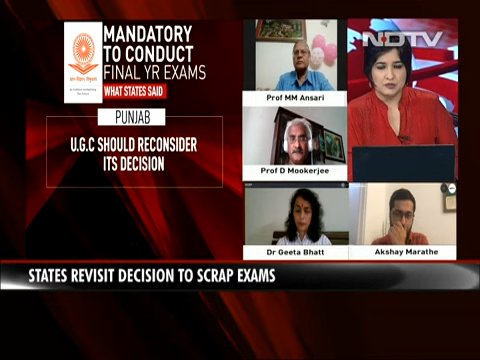 MANDATORY
TO CONDUCT
FINAL YR EXAMS
WHAT STATES SAID
PUNJAB
U.G.C SHOULD RECONSIDER
ITS DECISION
NDTV
Prof MM Ansari
Prof D Mookerjee
Dr Geeta Bhatt
Akshay Marathe
STATES REVISIT DECISION TO SCRAP EXAMS